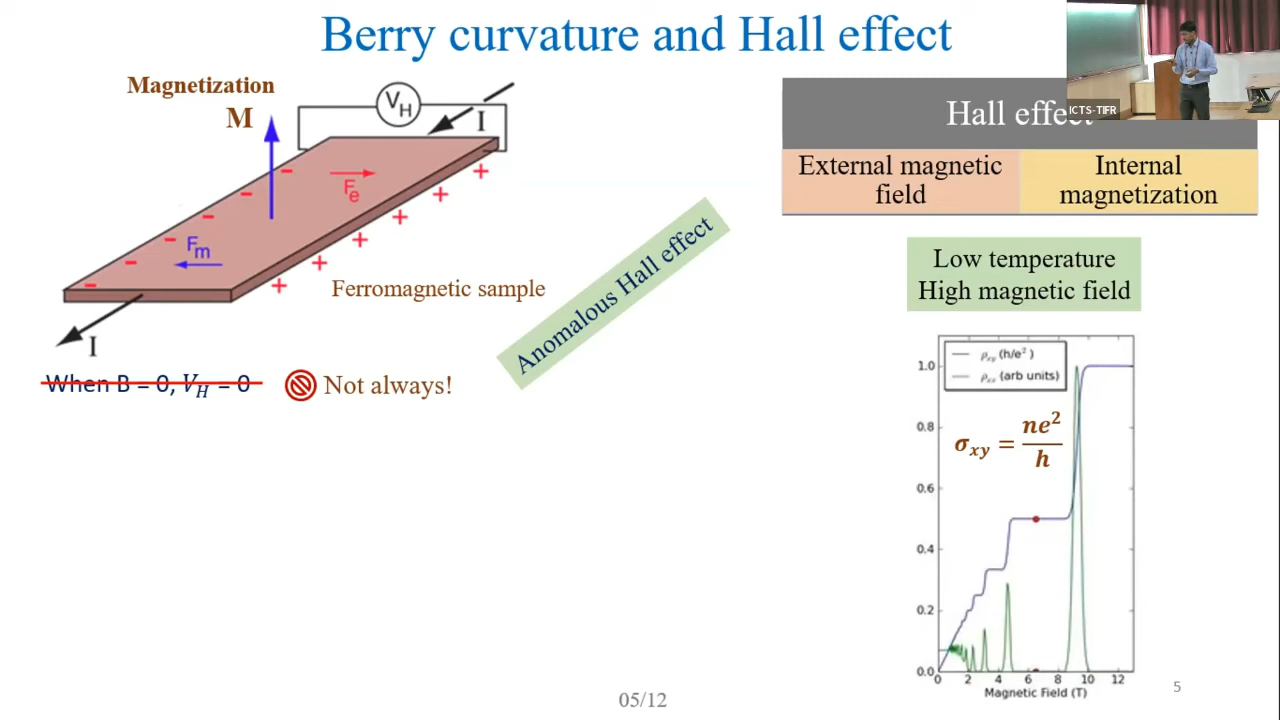 Berry curvature and Hall effect
Magnetization
M
V_H
I
F_e
F_m
I
Ferromagnetic sample
Anomalous Hall effect
When B = 0, V_H = 0
Not always!
ICTS-TIFR
Hall effect
External magnetic field
Internal magnetization
Low temperature
High magnetic field
ρ_xy (h/e²)
ρ_xx (arb units)
σ_xy = ne²/h
1.0
0.8
0.6
0.4
0.2
0.0
0 2 4 6 8 10 12
Magnetic Field (T)
05/12
5